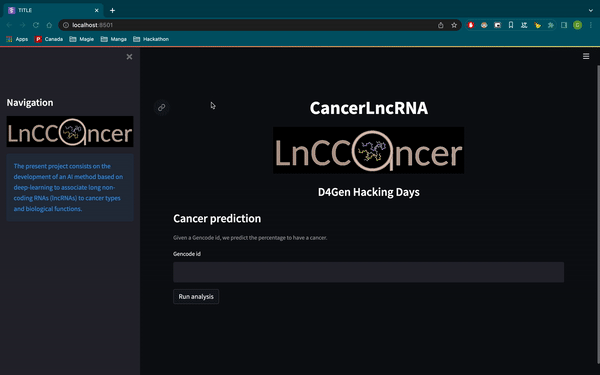 TITLE
localhost:8501
Apps
Canada
Magie
Manga
Hackathon
Navigation
LnCCancer
The present project consists on the
development of an AI method based on
deep-learning to associate long non-
coding RNAs (lncRNAs) to cancer types
and biological functions.
CancerLncRNA
LnCCancer
D4Gen Hacking Days
Cancer prediction
Given a Gencode id, we predict the percentage to have a cancer.
Gencode id
Run analysis